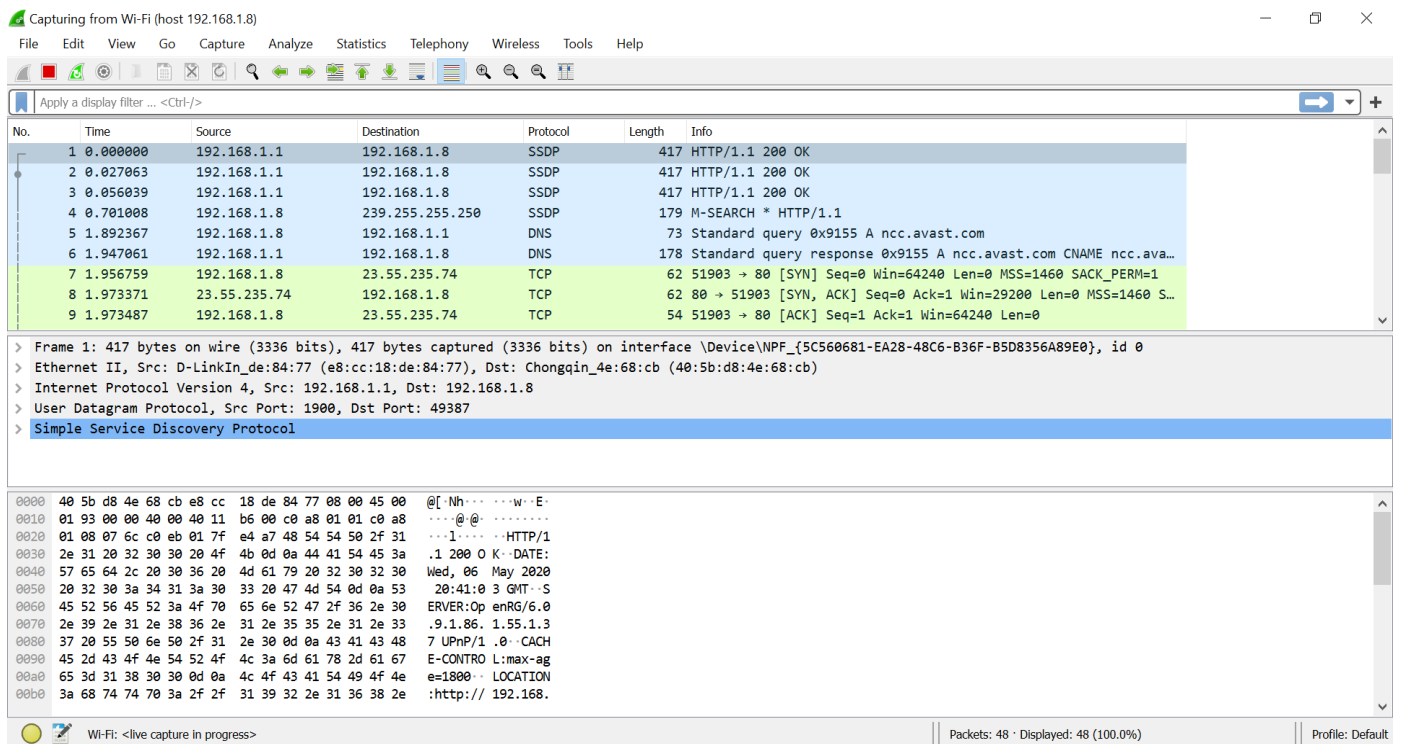 Capturing from Wi-Fi (host 192.168.1.8)
File Edit View Go Capture Analyze Statistics Telephony Wireless Tools Help
Apply a display filter ... <Ctrl-/>
No. Time Source Destination Protocol Length Info
1 0.000000 192.168.1.1 192.168.1.8 SSDP 417 HTTP/1.1 200 OK
2 0.027063 192.168.1.1 192.168.1.8 SSDP 417 HTTP/1.1 200 OK
3 0.056039 192.168.1.1 192.168.1.8 SSDP 417 HTTP/1.1 200 OK
4 0.701008 192.168.1.8 239.255.255.250 SSDP 179 M-SEARCH * HTTP/1.1
5 1.892367 192.168.1.8 192.168.1.1 DNS 73 Standard query 0x9155 A ncc.avast.com
6 1.947061 192.168.1.1 192.168.1.8 DNS 178 Standard query response 0x9155 A ncc.avast.com CNAME ncc.ava…
7 1.956759 192.168.1.8 23.55.235.74 TCP 62 51903 → 80 [SYN] Seq=0 Win=64240 Len=0 MSS=1460 SACK_PERM=1
8 1.973371 23.55.235.74 192.168.1.8 TCP 62 80 → 51903 [SYN, ACK] Seq=0 Ack=1 Win=29200 Len=0 MSS=1460 S…
9 1.973487 192.168.1.8 23.55.235.74 TCP 54 51903 → 80 [ACK] Seq=1 Ack=1 Win=64240 Len=0
> Frame 1: 417 bytes on wire (3336 bits), 417 bytes captured (3336 bits) on interface \Device\NPF_{5C560681-EA28-48C6-B36F-B5D8356A89E0}, id 0
> Ethernet II, Src: D-LinkIn_de:84:77 (e8:cc:18:de:84:77), Dst: Chongqin_4e:68:cb (40:5b:d8:4e:68:cb)
> Internet Protocol Version 4, Src: 192.168.1.1, Dst: 192.168.1.8
> User Datagram Protocol, Src Port: 1900, Dst Port: 49387
> Simple Service Discovery Protocol
0000 40 5b d8 4e 68 cb e8 cc 18 de 84 77 08 00 45 00 @[·Nh··· ···w··E·
0010 01 93 00 00 40 00 40 11 b6 00 c0 a8 01 01 c0 a8 ····@·@· ········
0020 01 08 07 6c c0 eb 01 7f e4 a7 48 54 54 50 2f 31 ···l···· ··HTTP/1
0030 2e 31 20 32 30 30 20 4f 4b 0d 0a 44 41 54 45 3a .1 200 O K··DATE:
0040 57 65 64 2c 20 30 36 20 4d 61 79 20 32 30 32 30 Wed, 06 May 2020
0050 20 32 30 3a 34 31 3a 30 33 20 47 4d 54 0d 0a 53 20:41:0 3 GMT··S
0060 45 52 56 45 52 3a 4f 70 65 6e 52 47 2f 36 2e 30 ERVER:Op enRG/6.0
0070 2e 39 2e 31 2e 38 36 2e 31 2e 35 35 2e 31 2e 33 .9.1.86. 1.55.1.3
0080 37 20 55 50 6e 50 2f 31 2e 30 0d 0a 43 41 43 48 7 UPnP/1 .0··CACH
0090 45 2d 43 4f 4e 54 52 4f 4c 3a 6d 61 78 2d 61 67 E-CONTRO L:max-ag
00a0 65 3d 31 38 30 30 0d 0a 4c 4f 43 41 54 49 4f 4e e=1800·· LOCATION
00b0 3a 68 74 74 70 3a 2f 2f 31 39 32 2e 31 36 38 2e :http:// 192.168.
Wi-Fi: <live capture in progress> Packets: 48 · Displayed: 48 (100.0%) Profile: Default